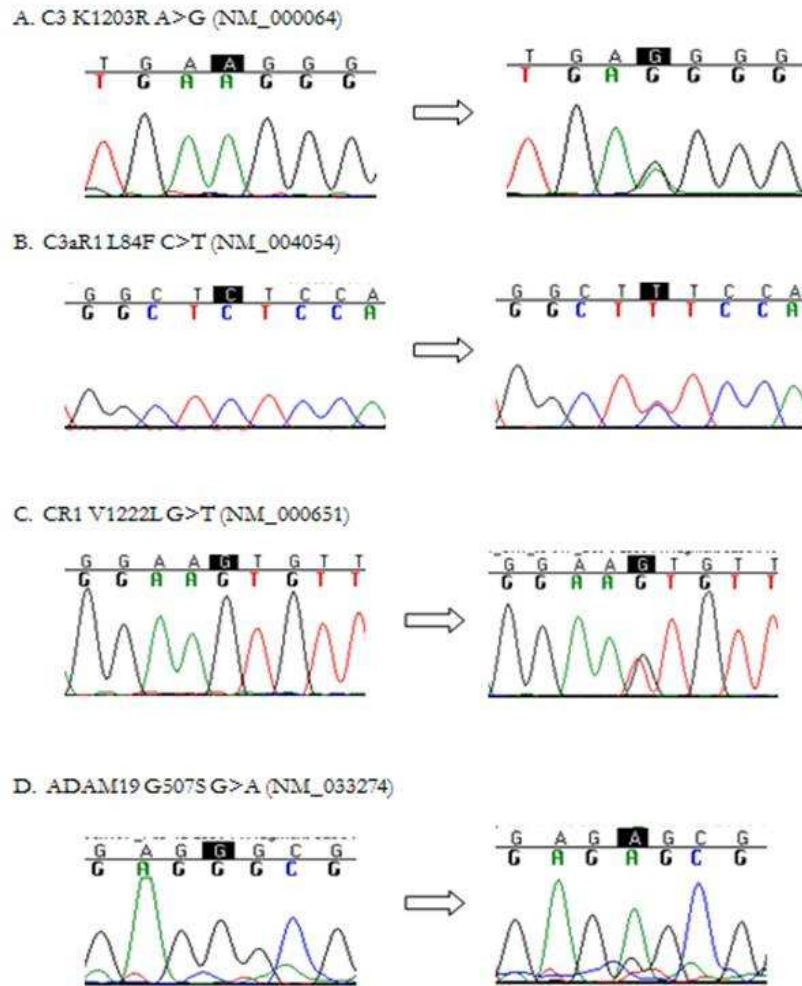 A. C3 K1203R A>G (NM_000064)
T G A A G G G
T G A A G G G
T G A G G G G
T G A G G G G
B. C3aR1 L84F C>T (NM_004054)
G G C T C T C C A
G G C T C T C C A
G G C T T T C C A
G G C T T T C C A
C. CR1 V1222L G>T (NM_000651)
G G A A G T G T T
G G A A G T G T T
G G A A G T G T T
G G A A G T G T T
D. ADAM19 G507S G>A (NM_033274)
G A G G G C G
G A G G G C G
G A G A G C G
G A G A G C G